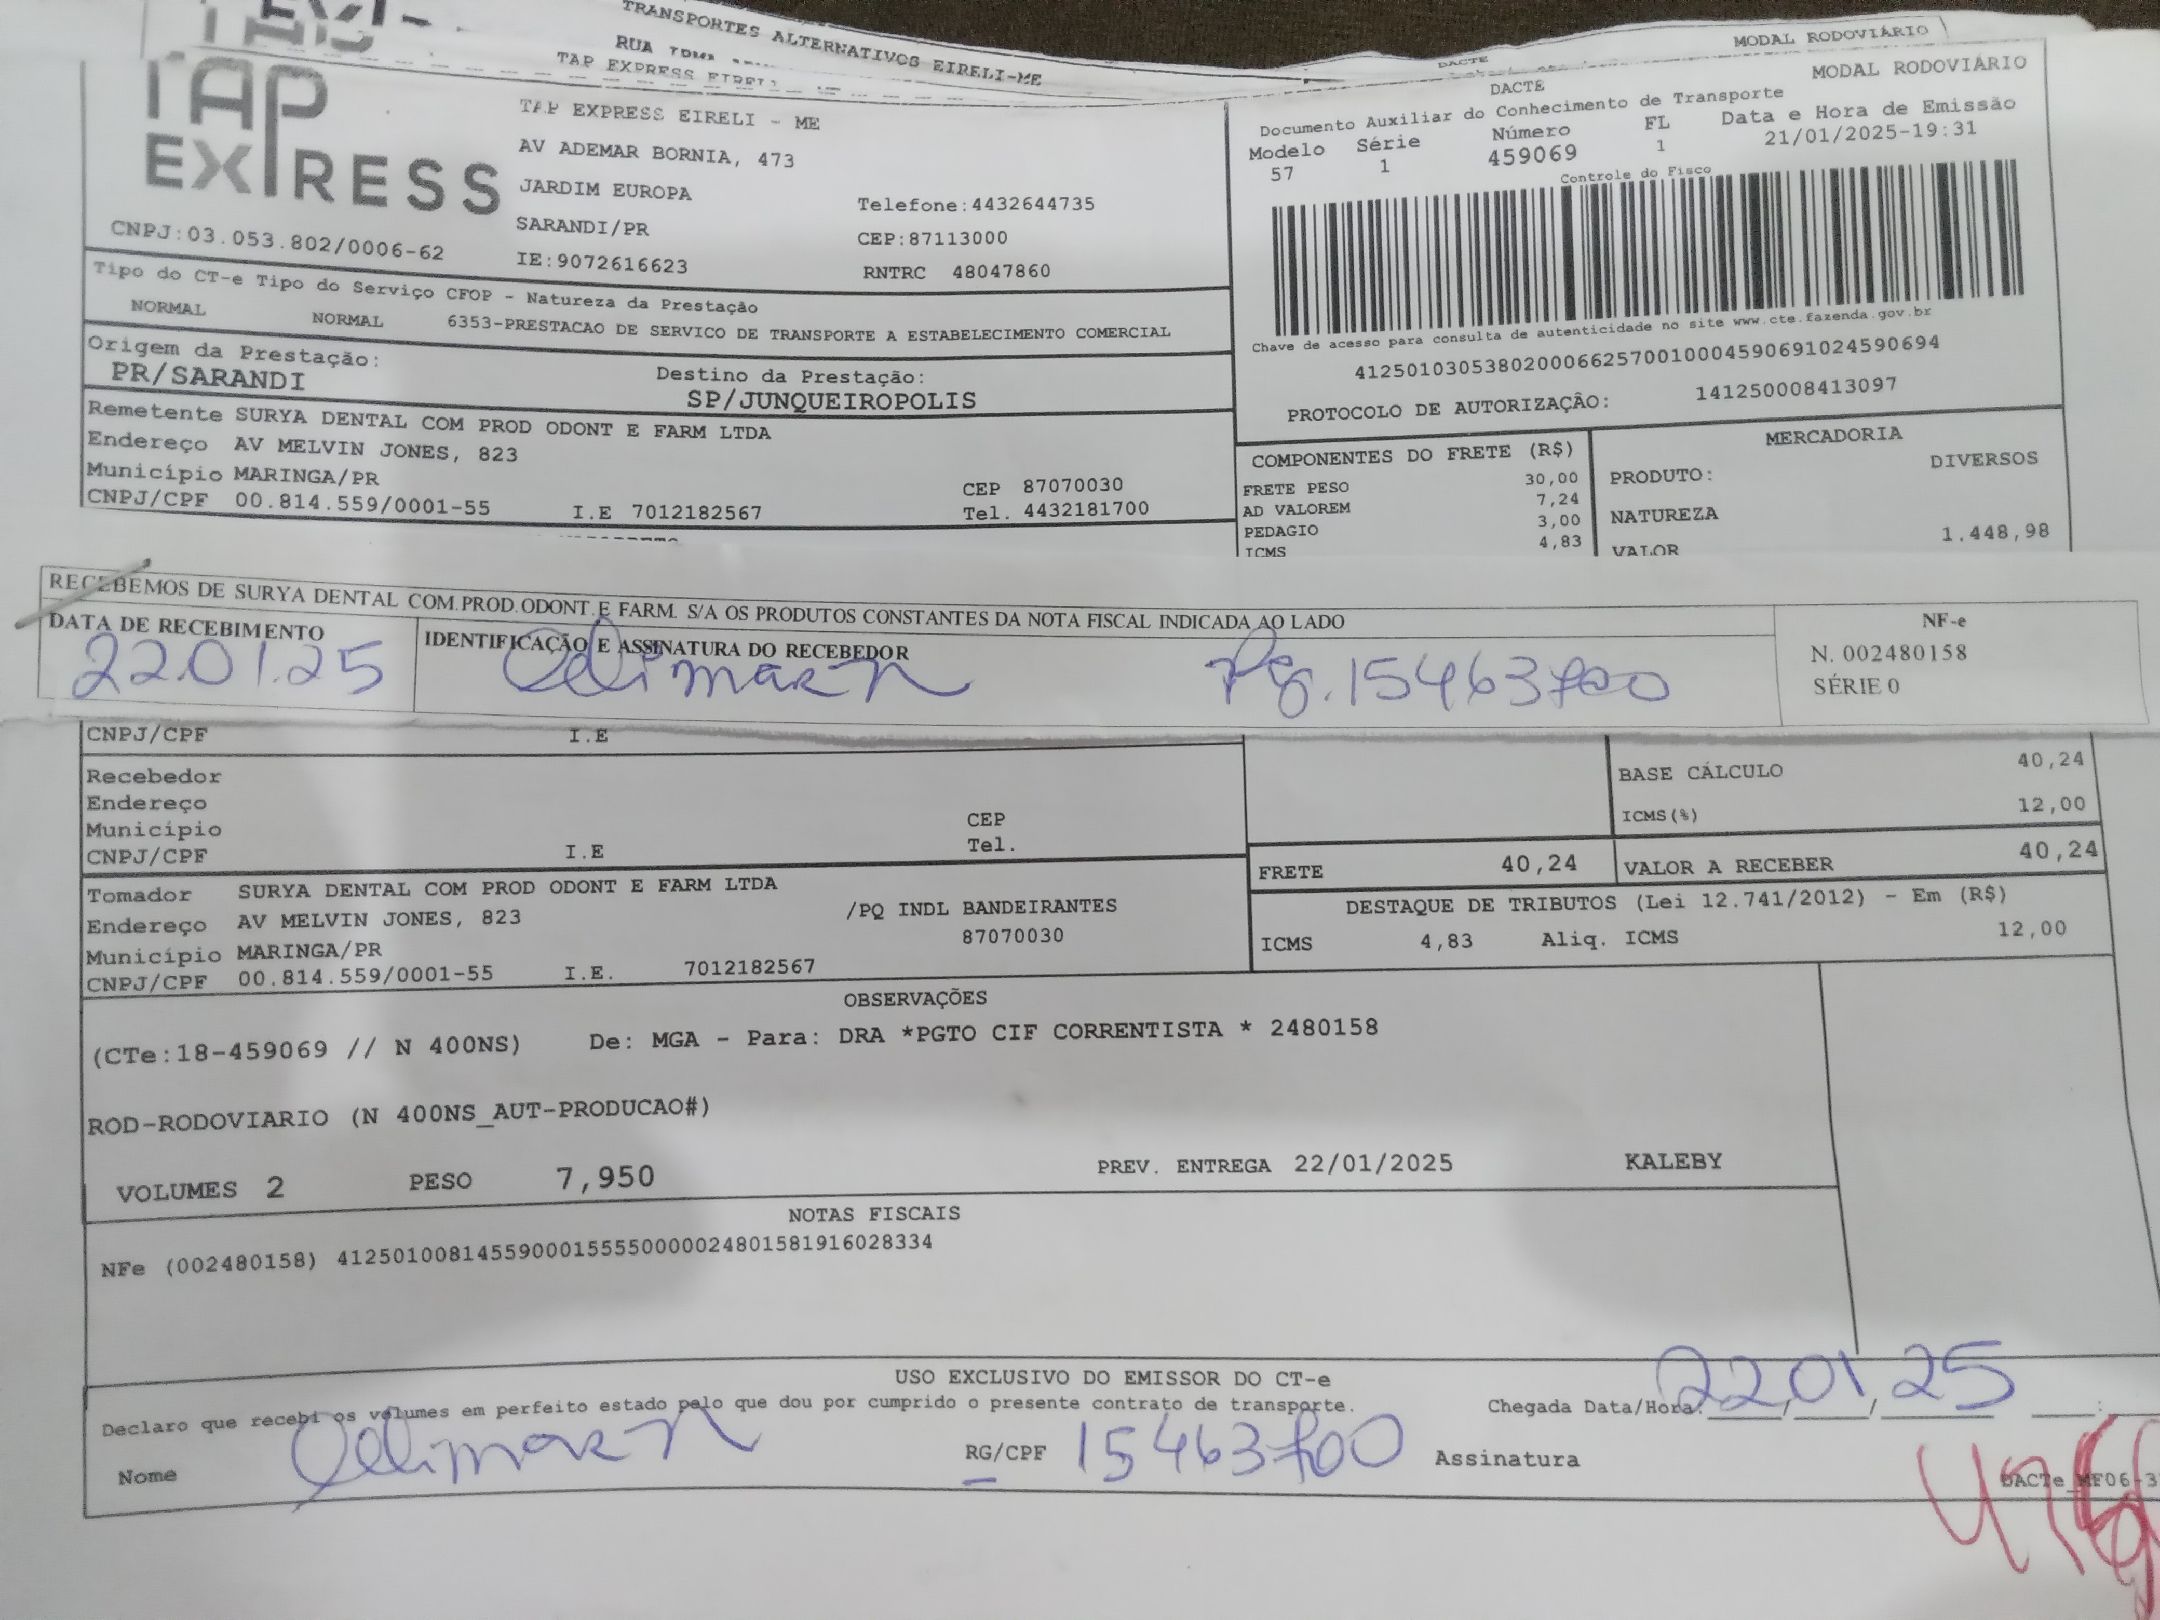 TRANSPORTES ALTERNATIVOS EIRELI-ME
RUA
TAP EXPRESS EIRELI
MODAL RODOVIÁRIO
DACTE
TAP EXPRESS
TAP EXPRESS EIRELI - ME
AV ADEMAR BORNIA, 473
JARDIM EUROPA
Telefone:4432644735
SARANDI/PR
CEP:87113000
CNPJ:03.053.802/0006-62
IE:9072616623
RNTRC 48047860
MODAL RODOVIÁRIO
DACTE
Documento Auxiliar do Conhecimento de Transporte
Data e Hora de Emissão
Modelo Série Número FL
57 1 459069 1 21/01/2025-19:31
Controle do Fisco
Chave de acesso para consulta de autenticidade no site www.cte.fazenda.gov.br
41250103053802000662570010004590691024590694
PROTOCOLO DE AUTORIZAÇÃO: 141250008413097
Tipo do CT-e Tipo do Serviço CFOP - Natureza da Prestação
NORMAL NORMAL 6353-PRESTACAO DE SERVICO DE TRANSPORTE A ESTABELECIMENTO COMERCIAL
Origem da Prestação: Destino da Prestação:
PR/SARANDI SP/JUNQUEIROPOLIS
Remetente SURYA DENTAL COM PROD ODONT E FARM LTDA
Endereço AV MELVIN JONES, 823
Município MARINGA/PR CEP 87070030
CNPJ/CPF 00.814.559/0001-55 I.E 7012182567 Tel. 4432181700
COMPONENTES DO FRETE (R$)
FRETE PESO 30,00
AD VALOREM 7,24
PEDAGIO 3,00
ICMS 4,83
MERCADORIA
PRODUTO: DIVERSOS
NATUREZA
VALOR 1.448,98
RECEBEMOS DE SURYA DENTAL COM.PROD.ODONT.E FARM. S/A OS PRODUTOS CONSTANTES DA NOTA FISCAL INDICADA AO LADO
DATA DE RECEBIMENTO
22.01.25
IDENTIFICAÇÃO E ASSINATURA DO RECEBEDOR
NF-e
N. 002480158
SÉRIE 0
CNPJ/CPF I.E
Recebedor
Endereço
Município CEP
CNPJ/CPF I.E Tel.
BASE CÁLCULO 40,24
ICMS(%) 12,00
FRETE 40,24 VALOR A RECEBER 40,24
Tomador SURYA DENTAL COM PROD ODONT E FARM LTDA
Endereço AV MELVIN JONES, 823 /PQ INDL BANDEIRANTES
Município MARINGA/PR 87070030
CNPJ/CPF 00.814.559/0001-55 I.E. 7012182567
DESTAQUE DE TRIBUTOS (Lei 12.741/2012) - Em (R$)
ICMS 4,83 Aliq. ICMS 12,00
OBSERVAÇÕES
(CTe:18-459069 // N 400NS) De: MGA - Para: DRA *PGTO CIF CORRENTISTA * 2480158
ROD-RODOVIARIO (N 400NS_AUT-PRODUCAO#)
VOLUMES 2 PESO 7,950 PREV. ENTREGA 22/01/2025 KALEBY
NOTAS FISCAIS
NFe (002480158) 41250100814559000155550000024801581916028334
USO EXCLUSIVO DO EMISSOR DO CT-e
Declaro que recebi os volumes em perfeito estado pelo que dou por cumprido o presente contrato de transporte.
Chegada Data/Hora: 22/01/25
Nome RG/CPF Assinatura